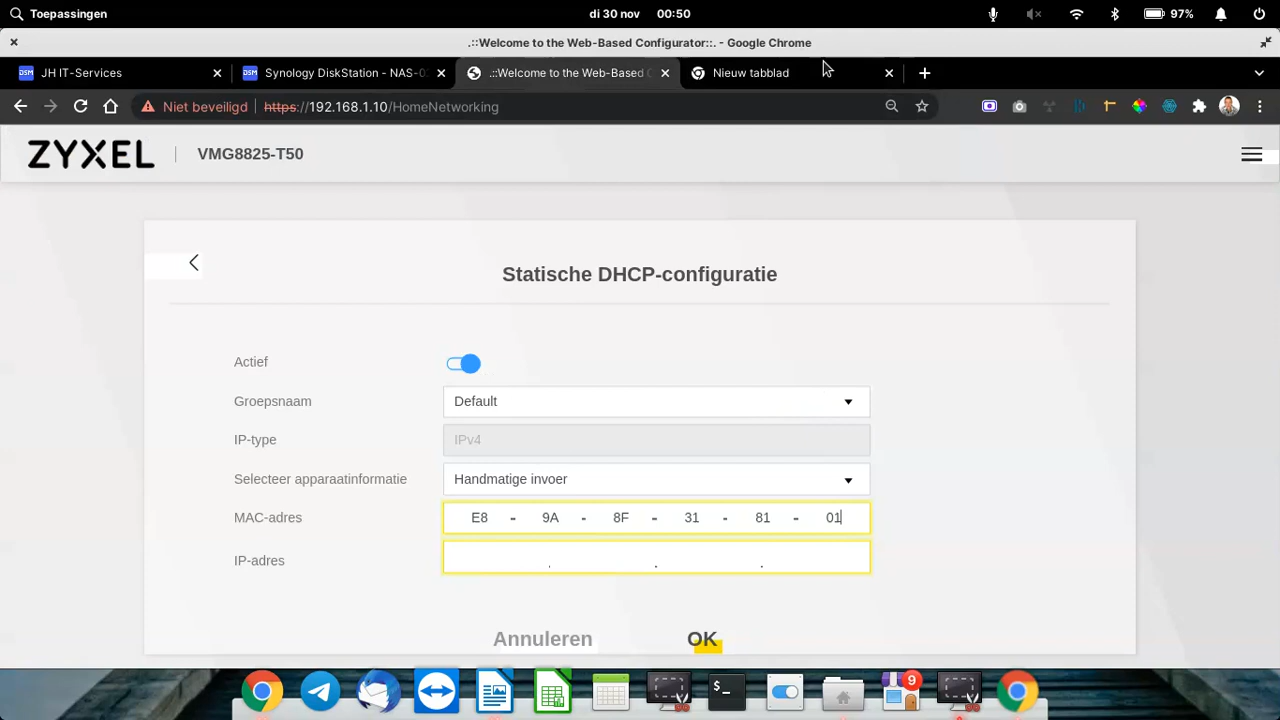 Toepassingen
di 30 nov 00:50
97%
.::Welcome to the Web-Based Configurator::. - Google Chrome
DSM JH IT-Services
DSM Synology DiskStation - NAS-0
.::Welcome to the Web-Based C
Nieuw tabblad
Niet beveiligd https://192.168.1.10/HomeNetworking
ZYXEL VMG8825-T50
Statische DHCP-configuratie
Actief
Groepsnaam Default
IP-type IPv4
Selecteer apparaatinformatie Handmatige invoer
MAC-adres E8 - 9A - 8F - 31 - 81 - 01
IP-adres . . .
Annuleren OK
$_
9